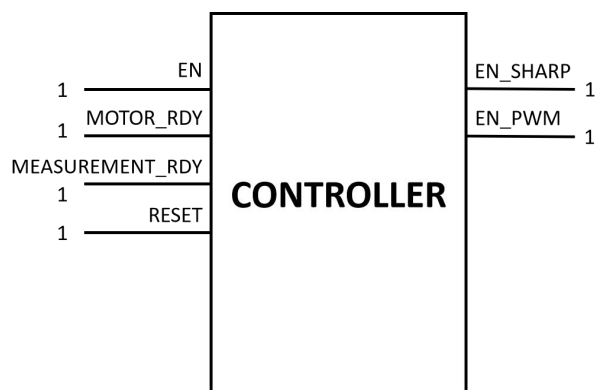 EN
1
MOTOR_RDY
1
MEASUREMENT_RDY
1
RESET
1
CONTROLLER
EN_SHARP
1
EN_PWM
1